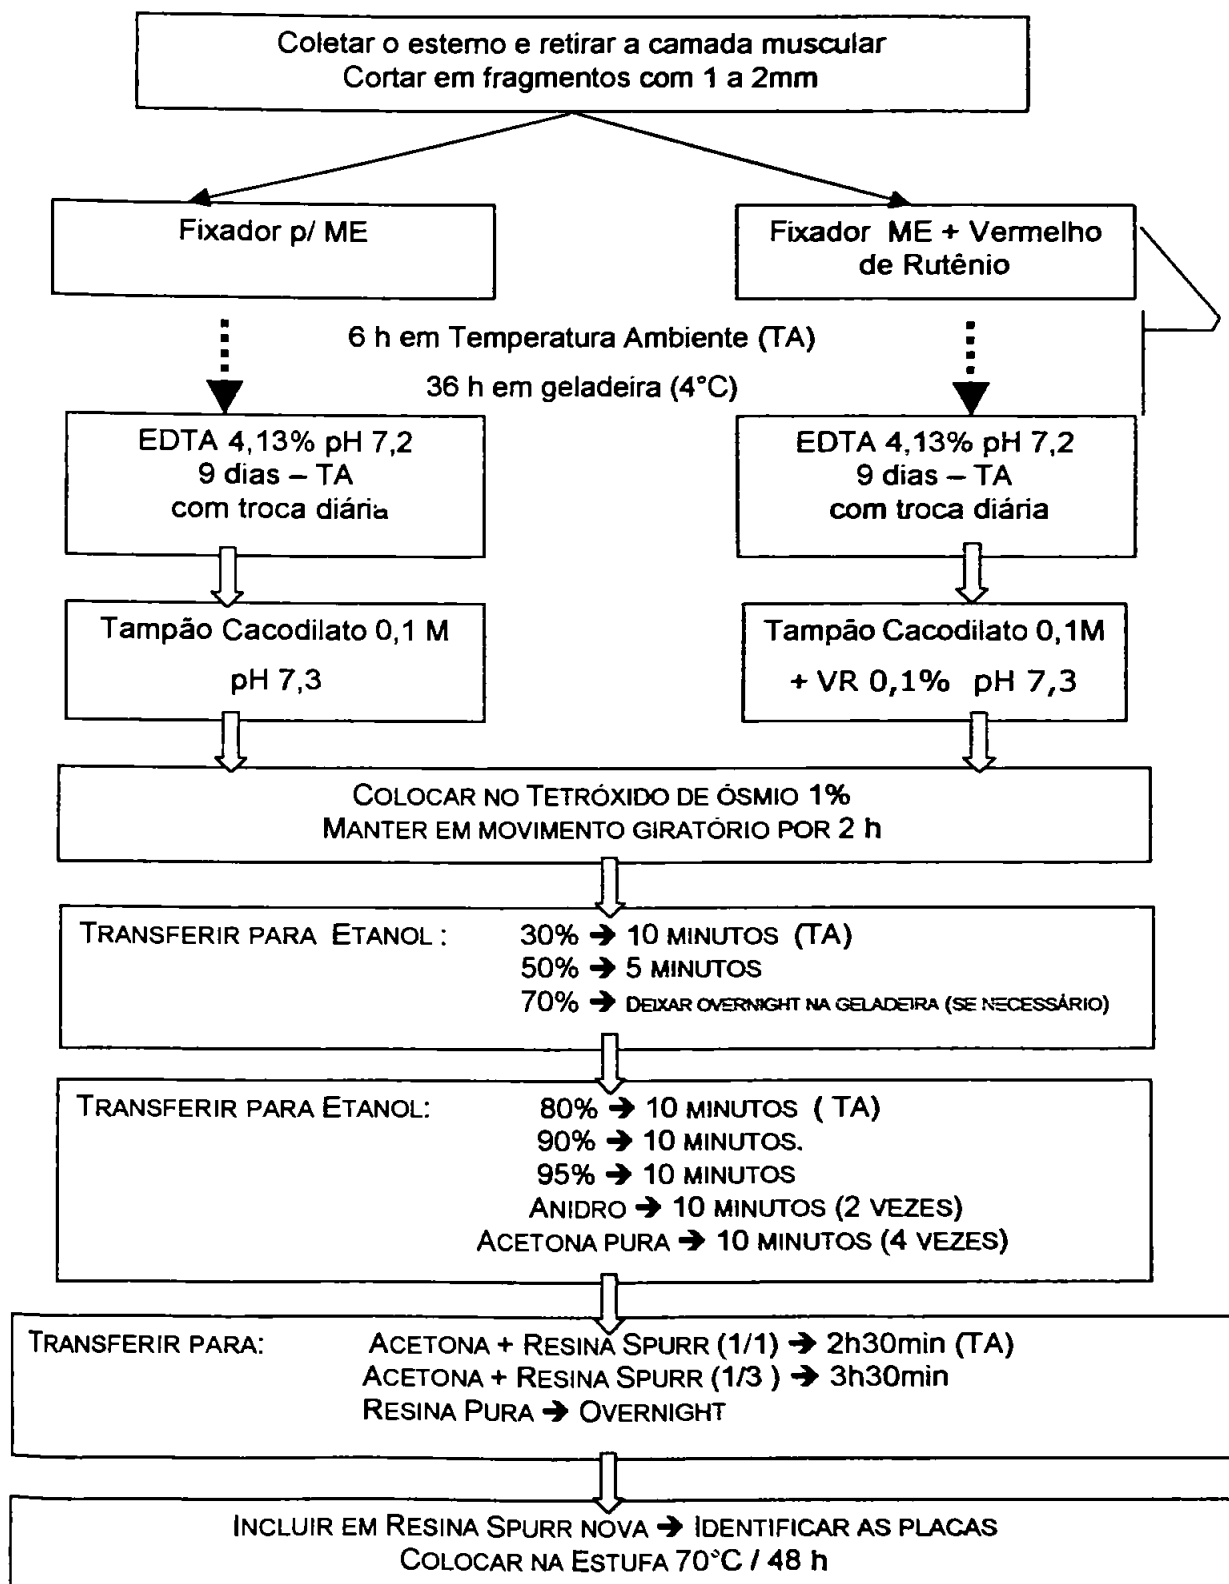 Coletar o esterno e retirar a camada muscular
Cortar em fragmentos com 1 a 2mm
Fixador p/ ME
Fixador ME + Vermelho
de Rutênio
6 h em Temperatura Ambiente (TA)
36 h em geladeira (4°C)
EDTA 4,13% pH 7,2
9 dias – TA
com troca diária
EDTA 4,13% pH 7,2
9 dias – TA
com troca diária
Tampão Cacodilato 0,1 M
pH 7,3
Tampão Cacodilato 0,1M
+ VR 0,1% pH 7,3
COLOCAR NO TETRÓXIDO DE ÓSMIO 1%
MANTER EM MOVIMENTO GIRATÓRIO POR 2 h
TRANSFERIR PARA ETANOL : 30% ➔ 10 MINUTOS (TA)
50% ➔ 5 MINUTOS
70% ➔ DEIXAR OVERNIGHT NA GELADEIRA (SE NECESSÁRIO)
TRANSFERIR PARA ETANOL: 80% ➔ 10 MINUTOS ( TA)
90% ➔ 10 MINUTOS.
95% ➔ 10 MINUTOS
ANIDRO ➔ 10 MINUTOS (2 VEZES)
ACETONA PURA ➔ 10 MINUTOS (4 VEZES)
TRANSFERIR PARA: ACETONA + RESINA SPURR (1/1) ➔ 2h30min (TA)
ACETONA + RESINA SPURR (1/3 ) ➔ 3h30min
RESINA PURA ➔ OVERNIGHT
INCLUIR EM RESINA SPURR NOVA ➔ IDENTIFICAR AS PLACAS
COLOCAR NA ESTUFA 70°C / 48 h